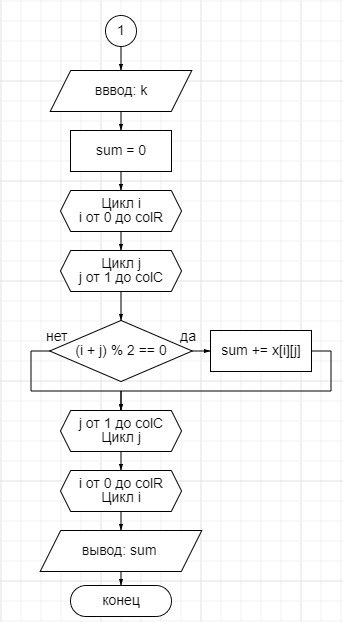 1
вввод: k
sum = 0
Цикл i
i от 0 до colR
Цикл j
j от 1 до colC
нет
(i + j) % 2 == 0
да
sum += x[i][j]
j от 1 до colC
Цикл j
i от 0 до colR
Цикл i
вывод: sum
конец